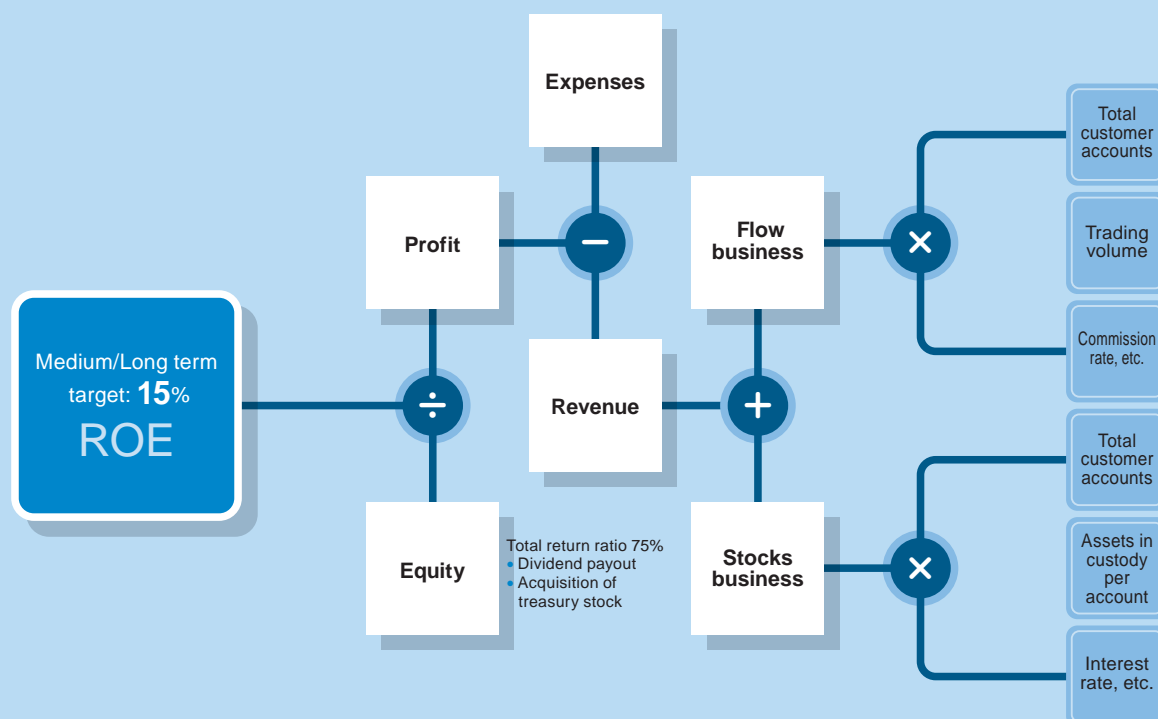 Medium/Long term
target: 15%
ROE
Profit
Equity
Total return ratio 75%
• Dividend payout
• Acquisition of
treasury stock
Expenses
−
÷
Revenue
+
Flow
business
Stocks
business
×
Total
customer
accounts
Trading
volume
Commission
rate, etc.
×
Total
customer
accounts
Assets in
custody
per
account
Interest
rate, etc.